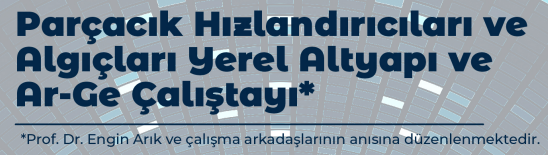 Parçacık Hızlandırıcıları ve
Algıçları Yerel Altyapı ve
Ar-Ge Çalıştayı*
*Prof. Dr. Engin Arık ve çalışma arkadaşlarının anısına düzenlenmektedir.